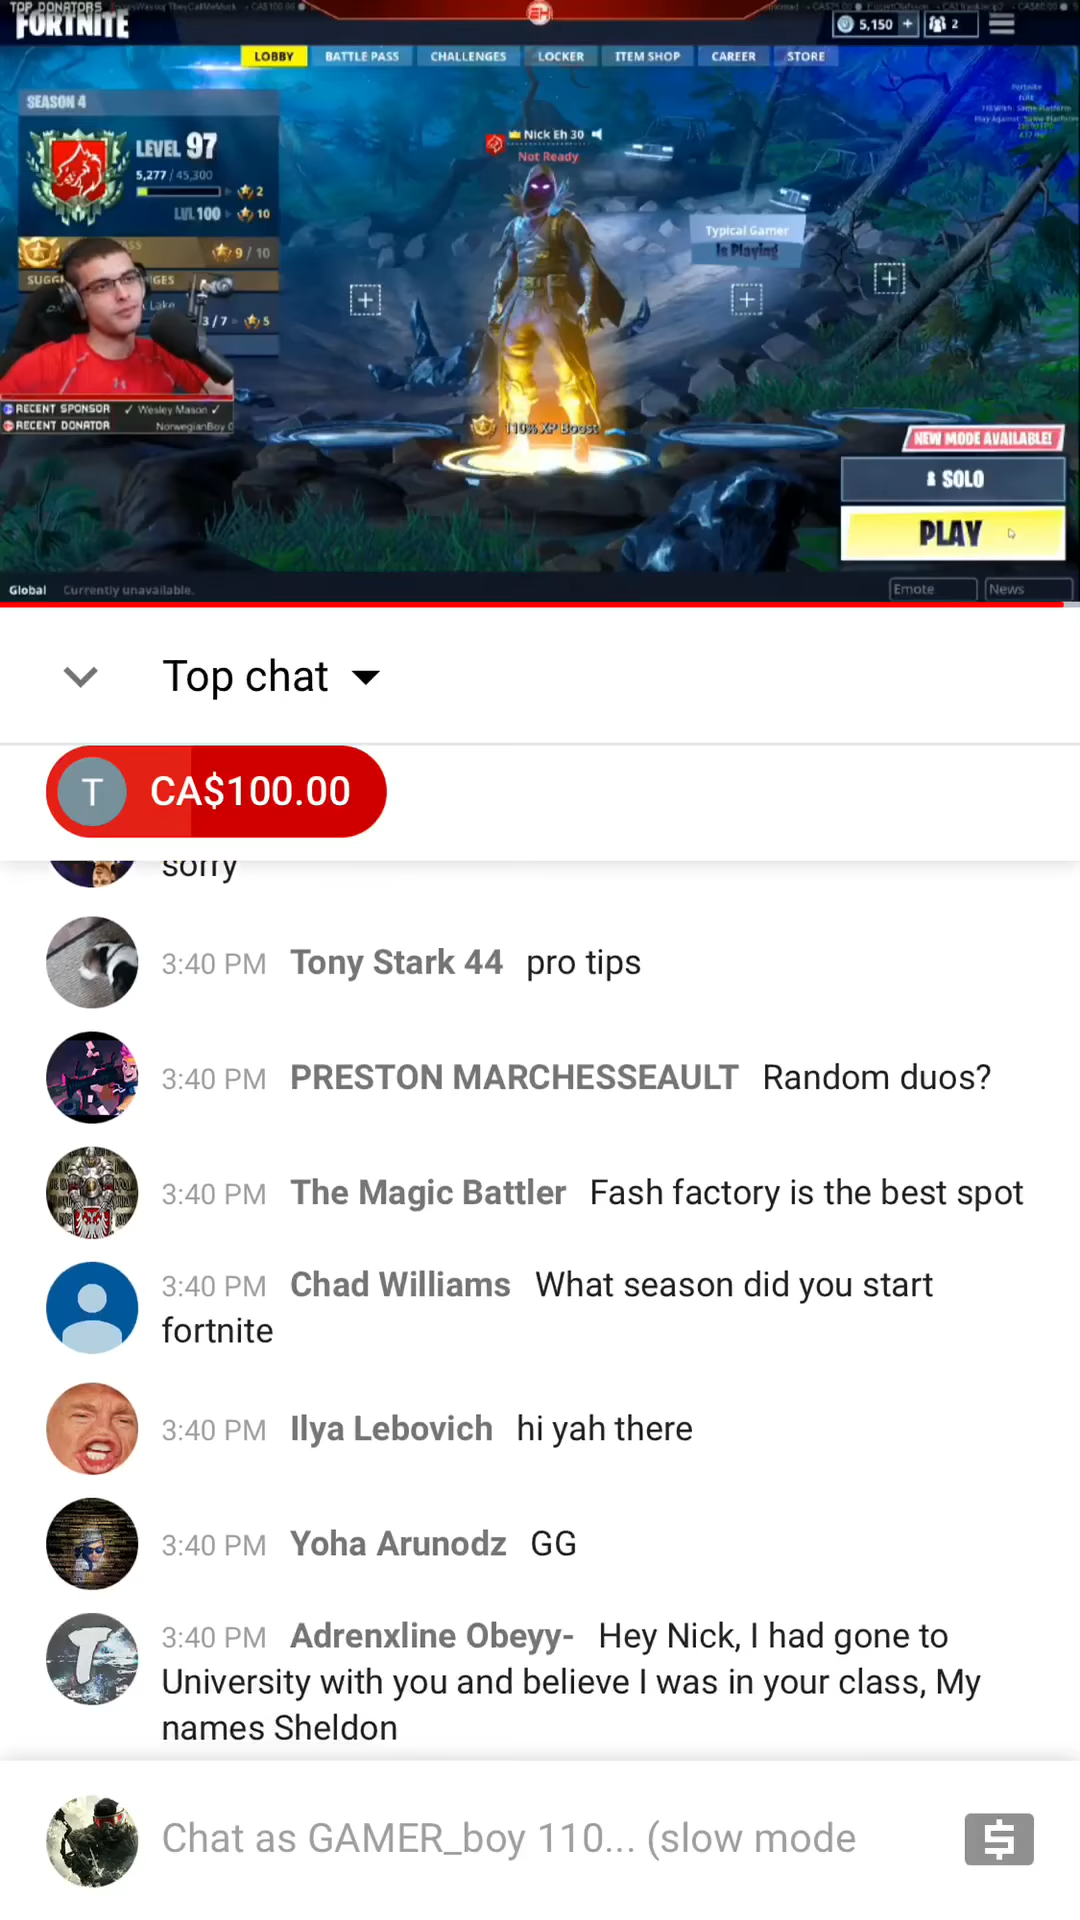 TOP DONATORS
CA$100.00
FORTNITE
5,150
2
LOBBY BATTLE PASS CHALLENGES LOCKER ITEM SHOP CAREER STORE
SEASON 4
LEVEL 97
5,277 / 45,300
2
LVL 100
10
9 / 10
Lake
3/7
5
Nick Eh 30
Not Ready
Typical Gamer
Is Playing
110% XP Boost
RECENT SPONSOR ✓ Wesley Mason ✓
RECENT DONATOR NorwegianBoy
NEW MODE AVAILABLE!
SOLO
PLAY
Global Currently unavailable.
Emote
News
Top chat
T CA$100.00
sorry
3:40 PM Tony Stark 44 pro tips
3:40 PM PRESTON MARCHESSEAULT Random duos?
3:40 PM The Magic Battler Fash factory is the best spot
3:40 PM Chad Williams What season did you start
fortnite
3:40 PM Ilya Lebovich hi yah there
3:40 PM Yoha Arunodz GG
3:40 PM Adrenxline Obeyy- Hey Nick, I had gone to
University with you and believe I was in your class, My
names Sheldon
Chat as GAMER_boy 110... (slow mode